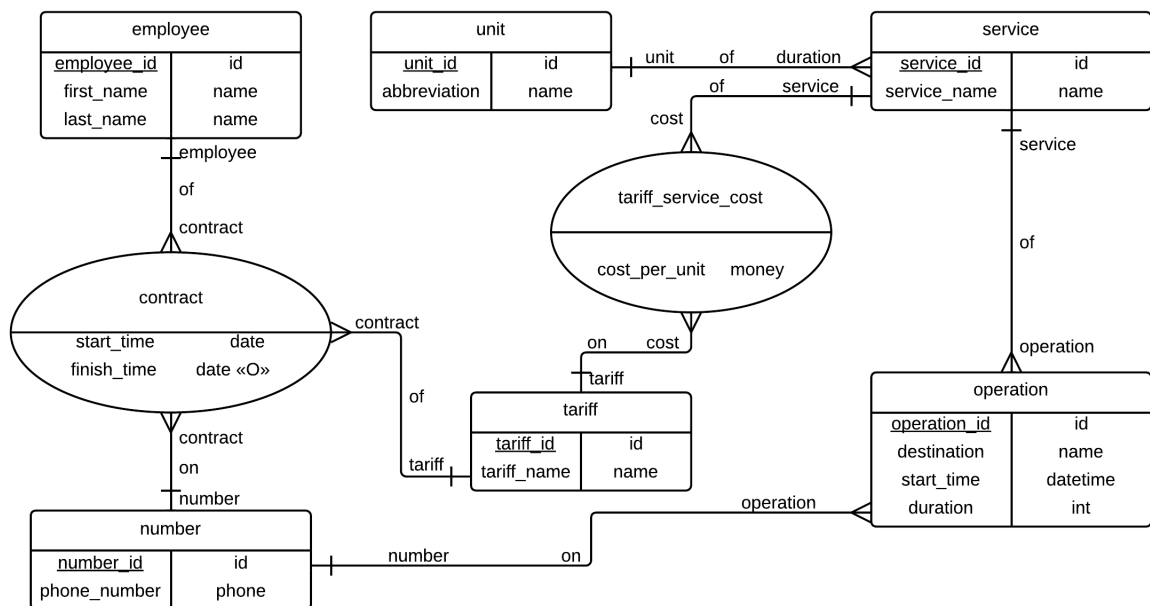 employee
employee_id id
first_name name
last_name name
unit
unit_id id
abbreviation name
service
service_id id
service_name name
unit of duration
of service
cost
employee
of
contract
service
of
operation
tariff_service_cost
cost_per_unit money
contract
start_time date
finish_time date «O»
contract
of
tariff
on cost
tariff
tariff
tariff_id id
tariff_name name
contract
on
number
number
number_id id
phone_number phone
number on
operation
operation
operation_id id
destination name
start_time datetime
duration int